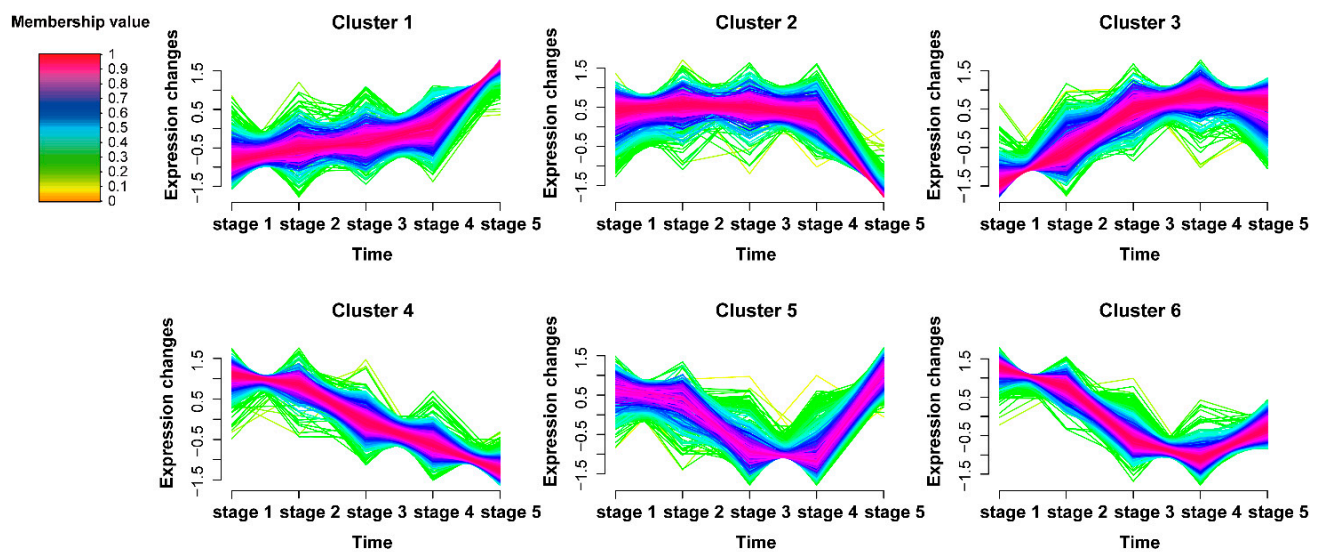 Membership value
1
0.9
0.8
0.7
0.6
0.5
0.4
0.3
0.2
0.1
0
Cluster 1
Expression changes
1.5
0.5
−0.5
−1.5
stage 1 stage 2 stage 3 stage 4 stage 5
Time
Cluster 2
Expression changes
1.5
0.5
−0.5
−1.5
stage 1 stage 2 stage 3 stage 4 stage 5
Time
Cluster 3
Expression changes
1.5
0.5
−0.5
−1.5
stage 1 stage 2 stage 3 stage 4 stage 5
Time
Cluster 4
Expression changes
1.5
0.5
−0.5
−1.5
stage 1 stage 2 stage 3 stage 4 stage 5
Time
Cluster 5
Expression changes
1.5
0.5
−0.5
−1.5
stage 1 stage 2 stage 3 stage 4 stage 5
Time
Cluster 6
Expression changes
1.5
0.5
−0.5
−1.5
stage 1 stage 2 stage 3 stage 4 stage 5
Time